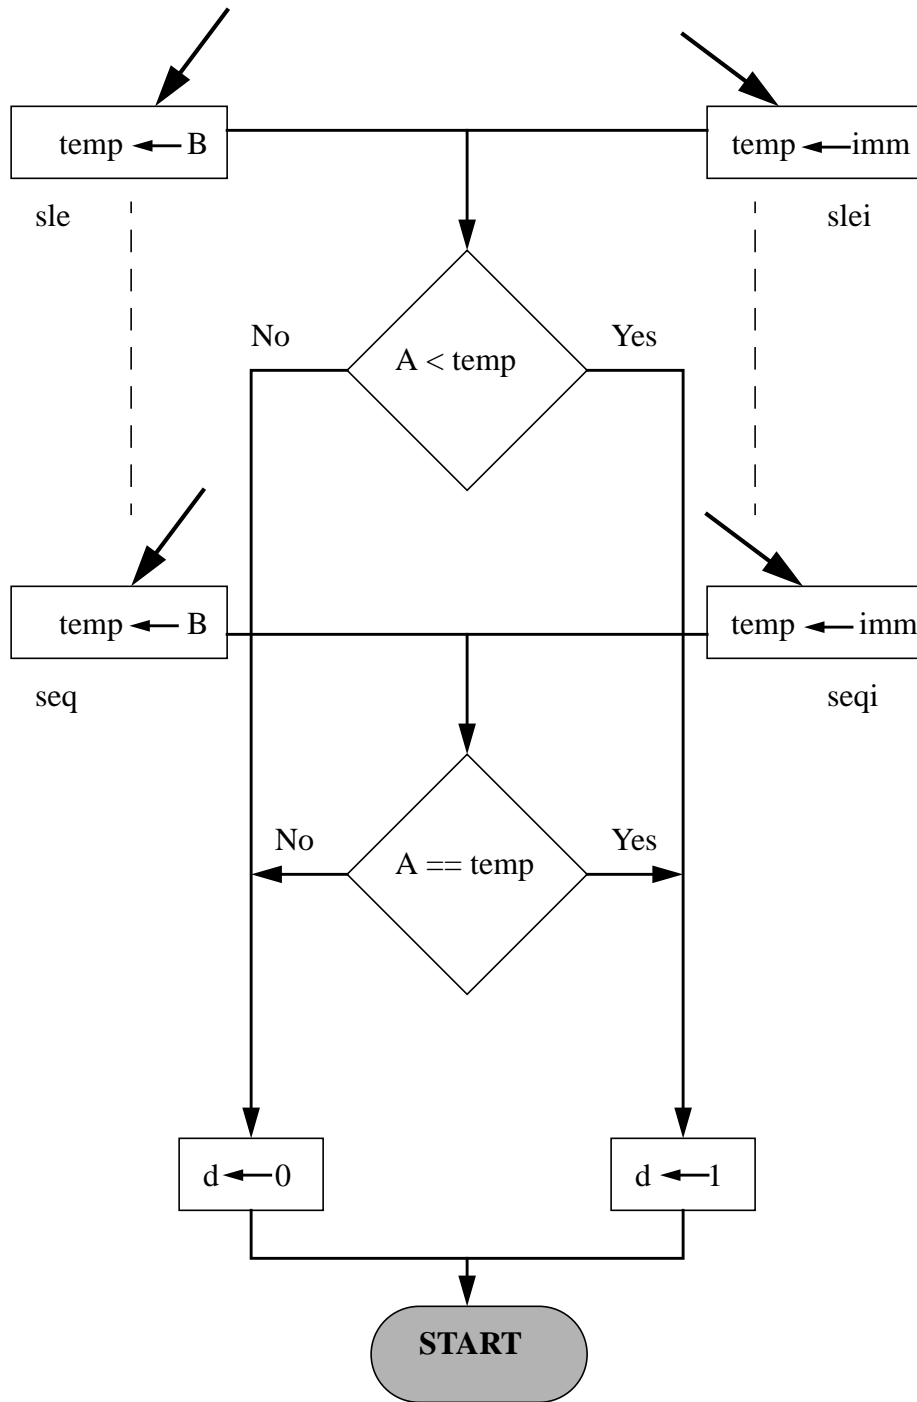 temp ← B
temp ← imm
sle
slei
No
Yes
A < temp
temp ← B
temp ← imm
seq
seqi
No
Yes
A == temp
d ← 0
d ← 1
START